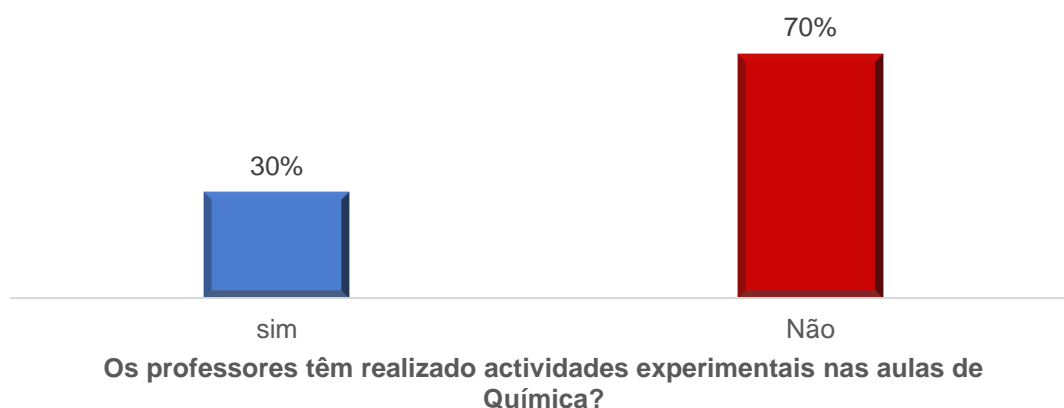 70%
30%
sim
Não
Os professores têm realizado actividades experimentais nas aulas de
Química?